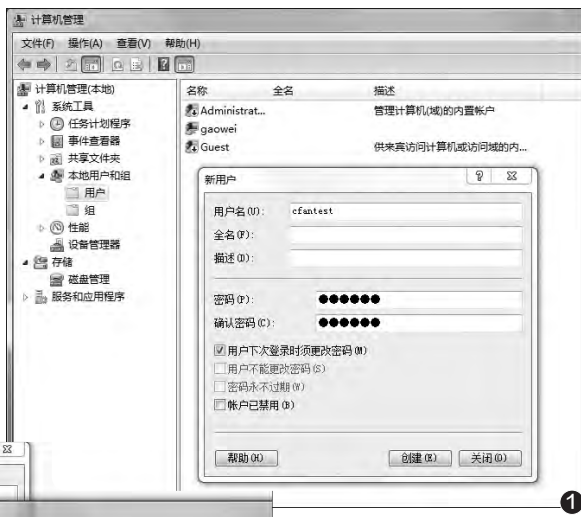 计算机管理
文件(F) 操作(A) 查看(V) 帮助(H)
计算机管理(本地)
系统工具
任务计划程序
事件查看器
共享文件夹
本地用户和组
用户
组
性能
设备管理器
存储
磁盘管理
服务和应用程序
名称 全名 描述
Administrat... 管理计算机(域)的内置帐户
gaowei
Guest 供来宾访问计算机或访问域的内...
新用户
用户名(U): cfantest
全名(F):
描述(D):
密码(P): ●●●●●●
确认密码(C): ●●●●●●
用户下次登录时须更改密码(M)
用户不能更改密码(S)
密码永不过期(W)
帐户已禁用(B)
帮助(H) 创建(E) 关闭(O)
1